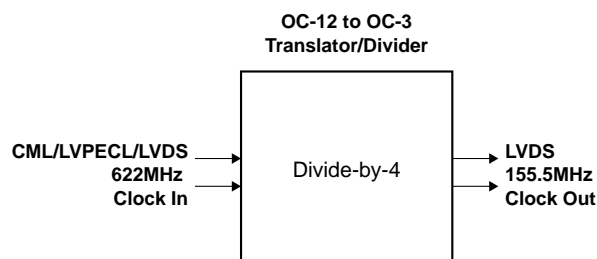 OC-12 to OC-3
Translator/Divider
CML/LVPECL/LVDS
622MHz
Clock In
Divide-by-4
LVDS
155.5MHz
Clock Out